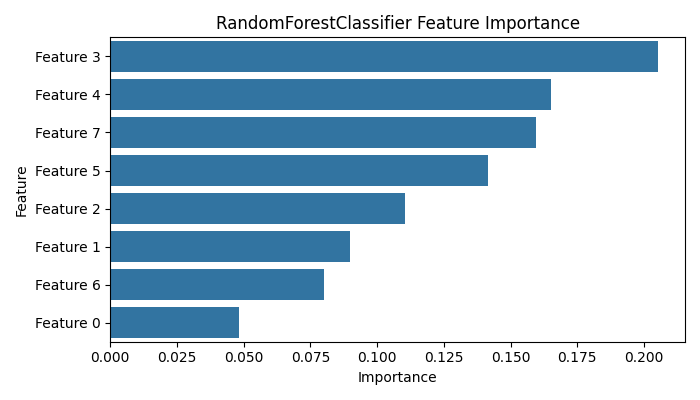 RandomForestClassifier Feature Importance
Feature 3
Feature 4
Feature 7
Feature 5
Feature 2
Feature 1
Feature 6
Feature 0
Feature
0.000 0.025 0.050 0.075 0.100 0.125 0.150 0.175 0.200
Importance